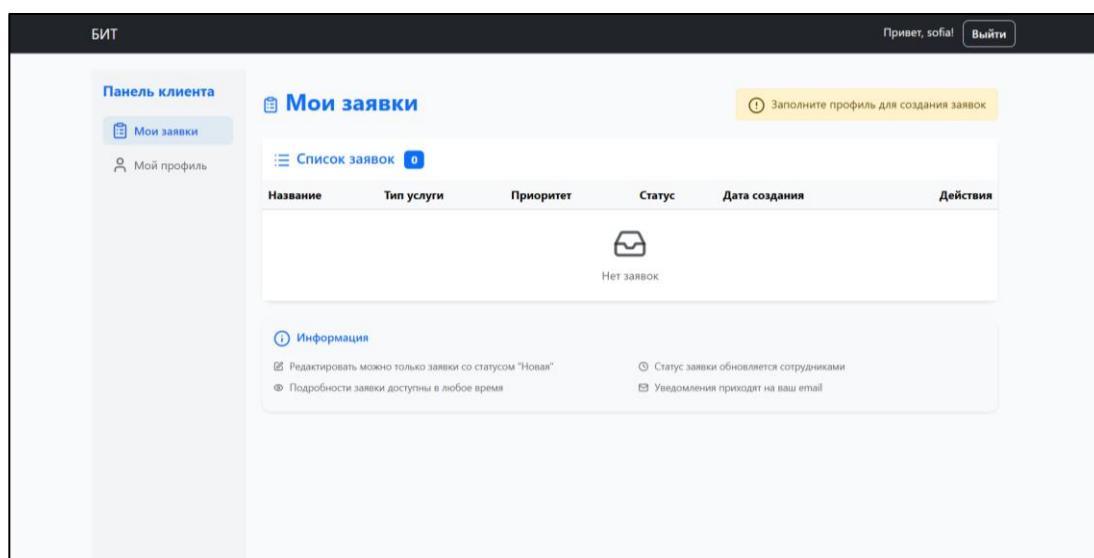 БИТ
Привет, sofia! Выйти
Панель клиента
Мои заявки
Мой профиль
Мои заявки
Заполните профиль для создания заявок
Список заявок 0
Название Тип услуги Приоритет Статус Дата создания Действия
Нет заявок
Информация
Редактировать можно только заявки со статусом "Новая"
Статус заявки обновляется сотрудниками
Подробности заявки доступны в любое время
Уведомления приходят на ваш email